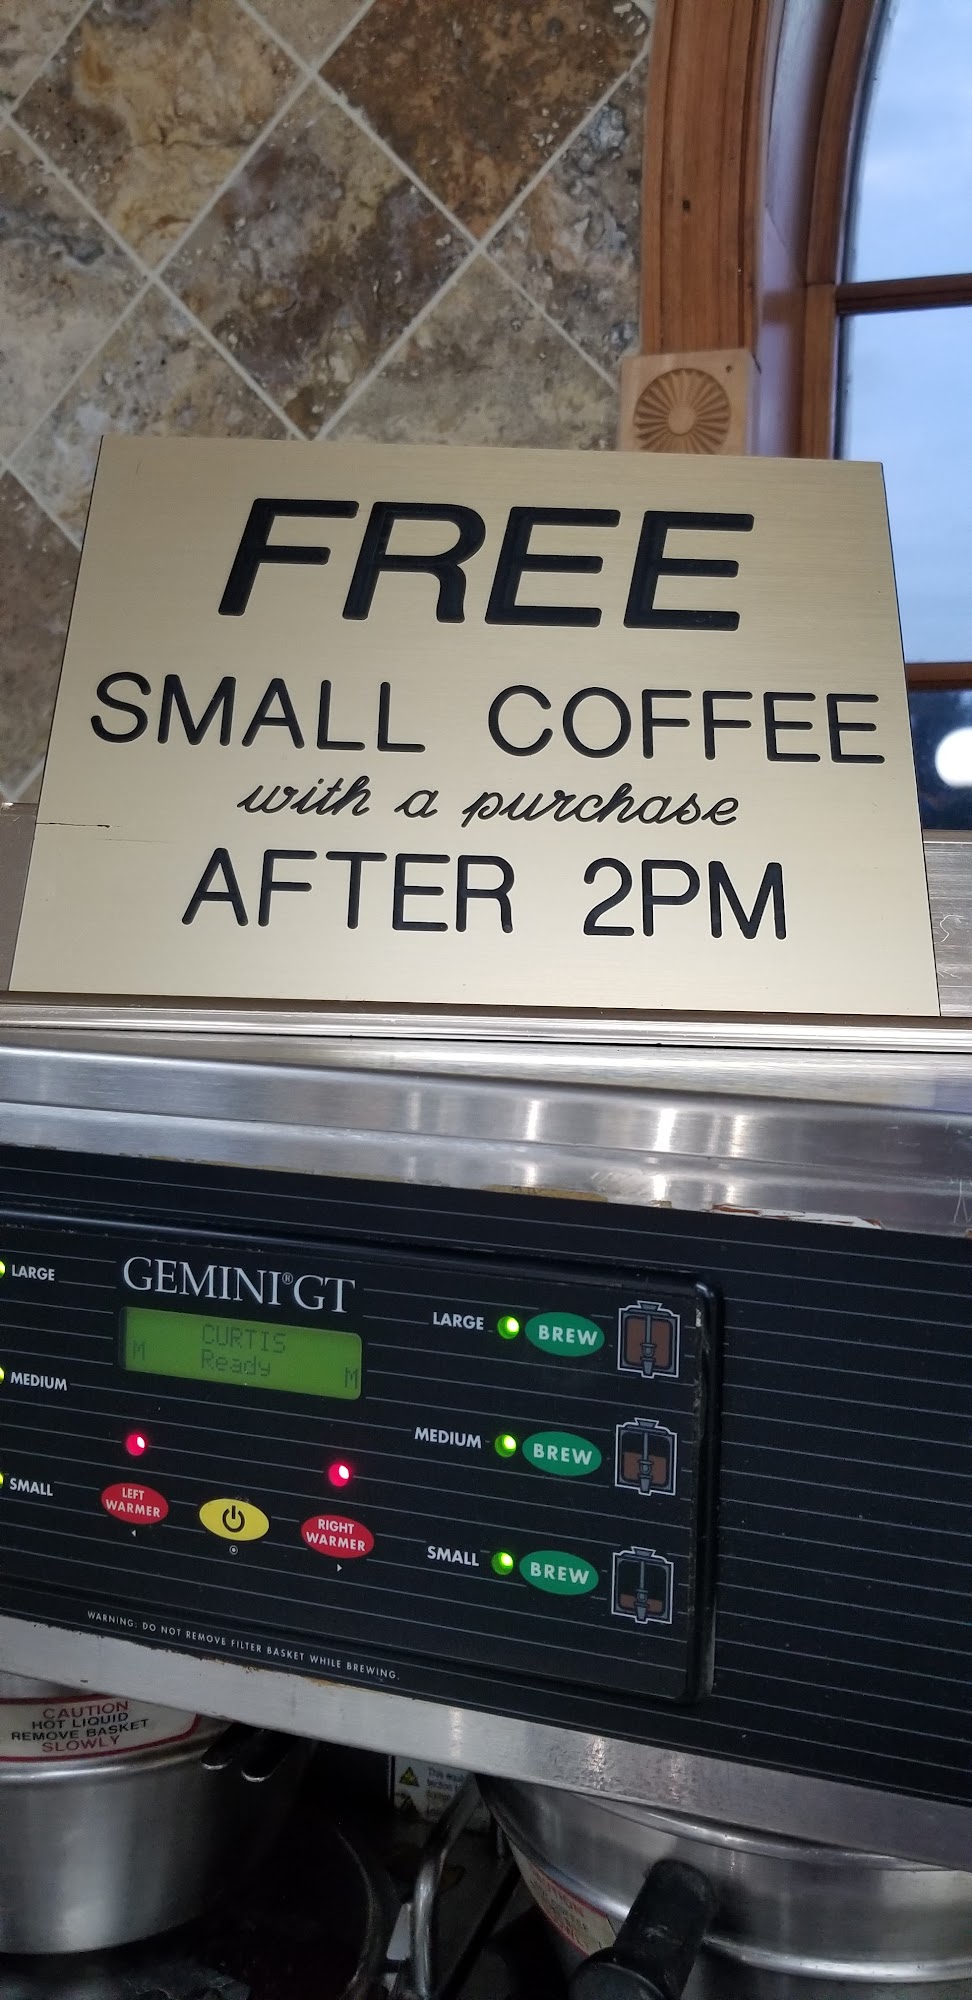 FREE
SMALL COFFEE
with a purchase
AFTER 2PM
GEMINI®GT
CURTIS
M Ready M
LARGE
MEDIUM
SMALL
LEFT
WARMER
RIGHT
WARMER
LARGE BREW
MEDIUM BREW
SMALL BREW
WARNING: DO NOT REMOVE FILTER BASKET WHILE BREWING.
CAUTION
HOT LIQUID
REMOVE BASKET
SLOWLY